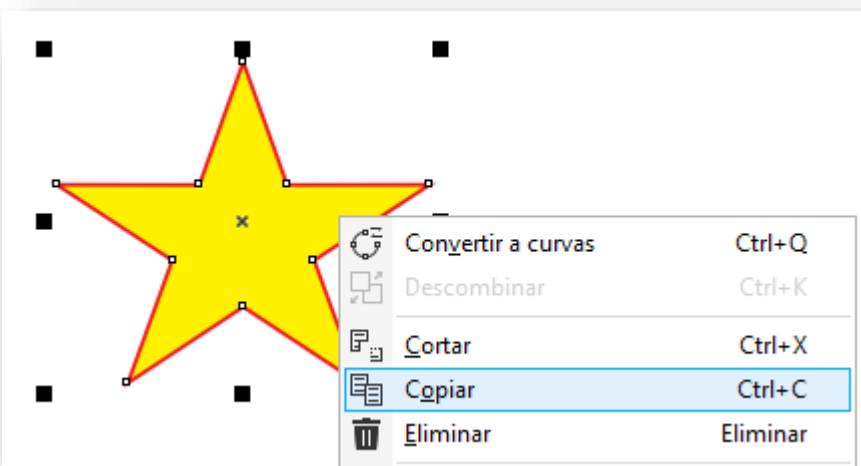 Convertir a curvas Ctrl+Q
Descombinar Ctrl+K
Cortar Ctrl+X
Copiar Ctrl+C
Eliminar Eliminar